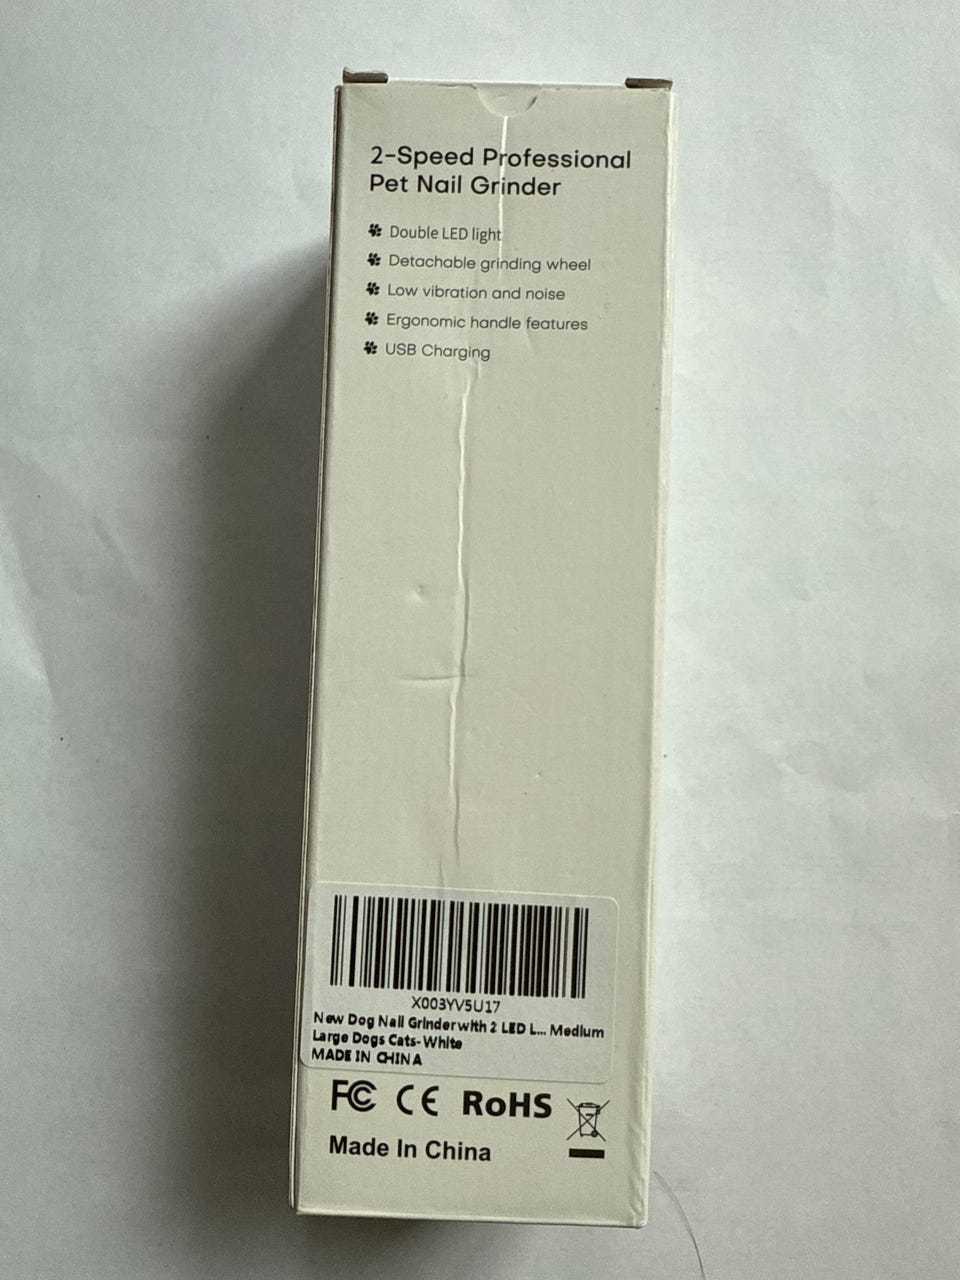 2-Speed Professional
Pet Nail Grinder
Double LED light
Detachable grinding wheel
Low vibration and noise
Ergonomic handle features
USB Charging
X003YV5U17
New Dog Nail Grinder with 2 LED L... Medium
Large Dogs Cats-White
MADE IN CHINA
FC CE RoHS
Made In China